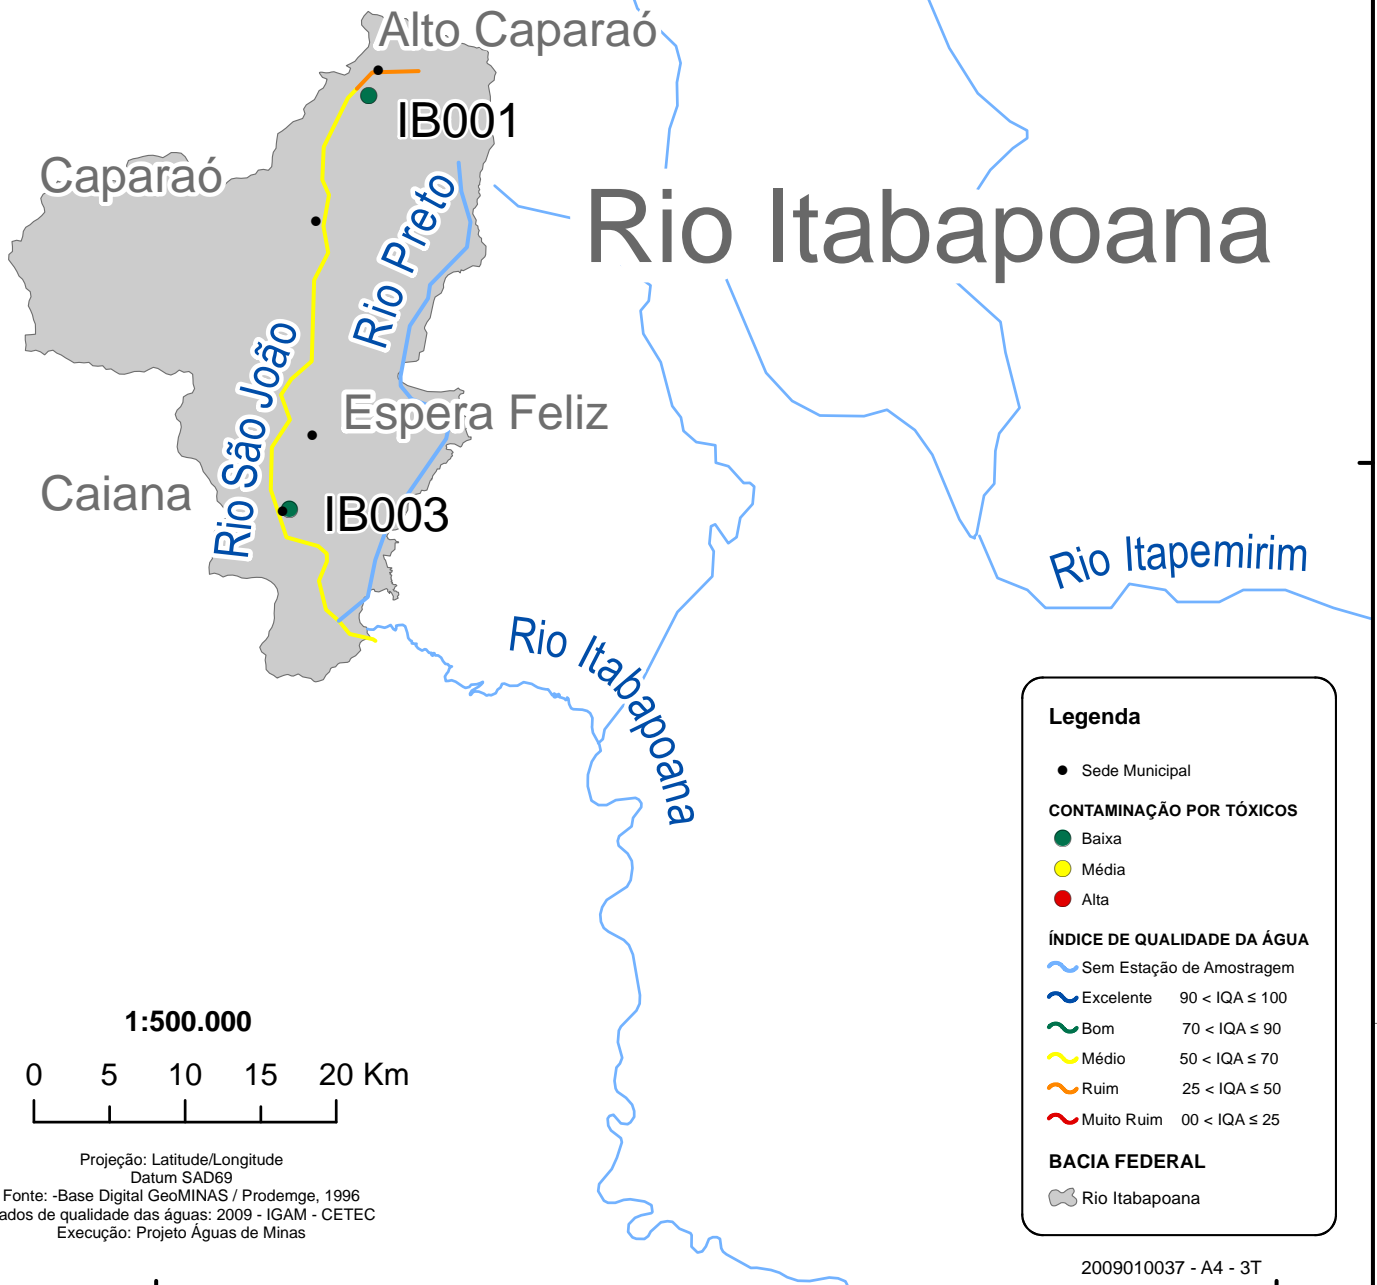 Alto Caparaó
IB001
Caparaó
Rio Preto
Rio Itabapoana
Rio São João
Espera Feliz
Caiana
IB003
Rio Itapemirim
Rio Itabapoana
Legenda
Sede Municipal
CONTAMINAÇÃO POR TÓXICOS
Baixa
Média
Alta
ÍNDICE DE QUALIDADE DA ÁGUA
Sem Estação de Amostragem
Excelente 90 < IQA ≤ 100
Bom 70 < IQA ≤ 90
Médio 50 < IQA ≤ 70
Ruim 25 < IQA ≤ 50
Muito Ruim 00 < IQA ≤ 25
BACIA FEDERAL
Rio Itabapoana
1:500.000
0 5 10 15 20 Km
Projeção: Latitude/Longitude
Datum SAD69
Fonte: -Base Digital GeoMINAS / Prodemge, 1996
ados de qualidade das águas: 2009 - IGAM - CETEC
Execução: Projeto Águas de Minas
2009010037 - A4 - 3T